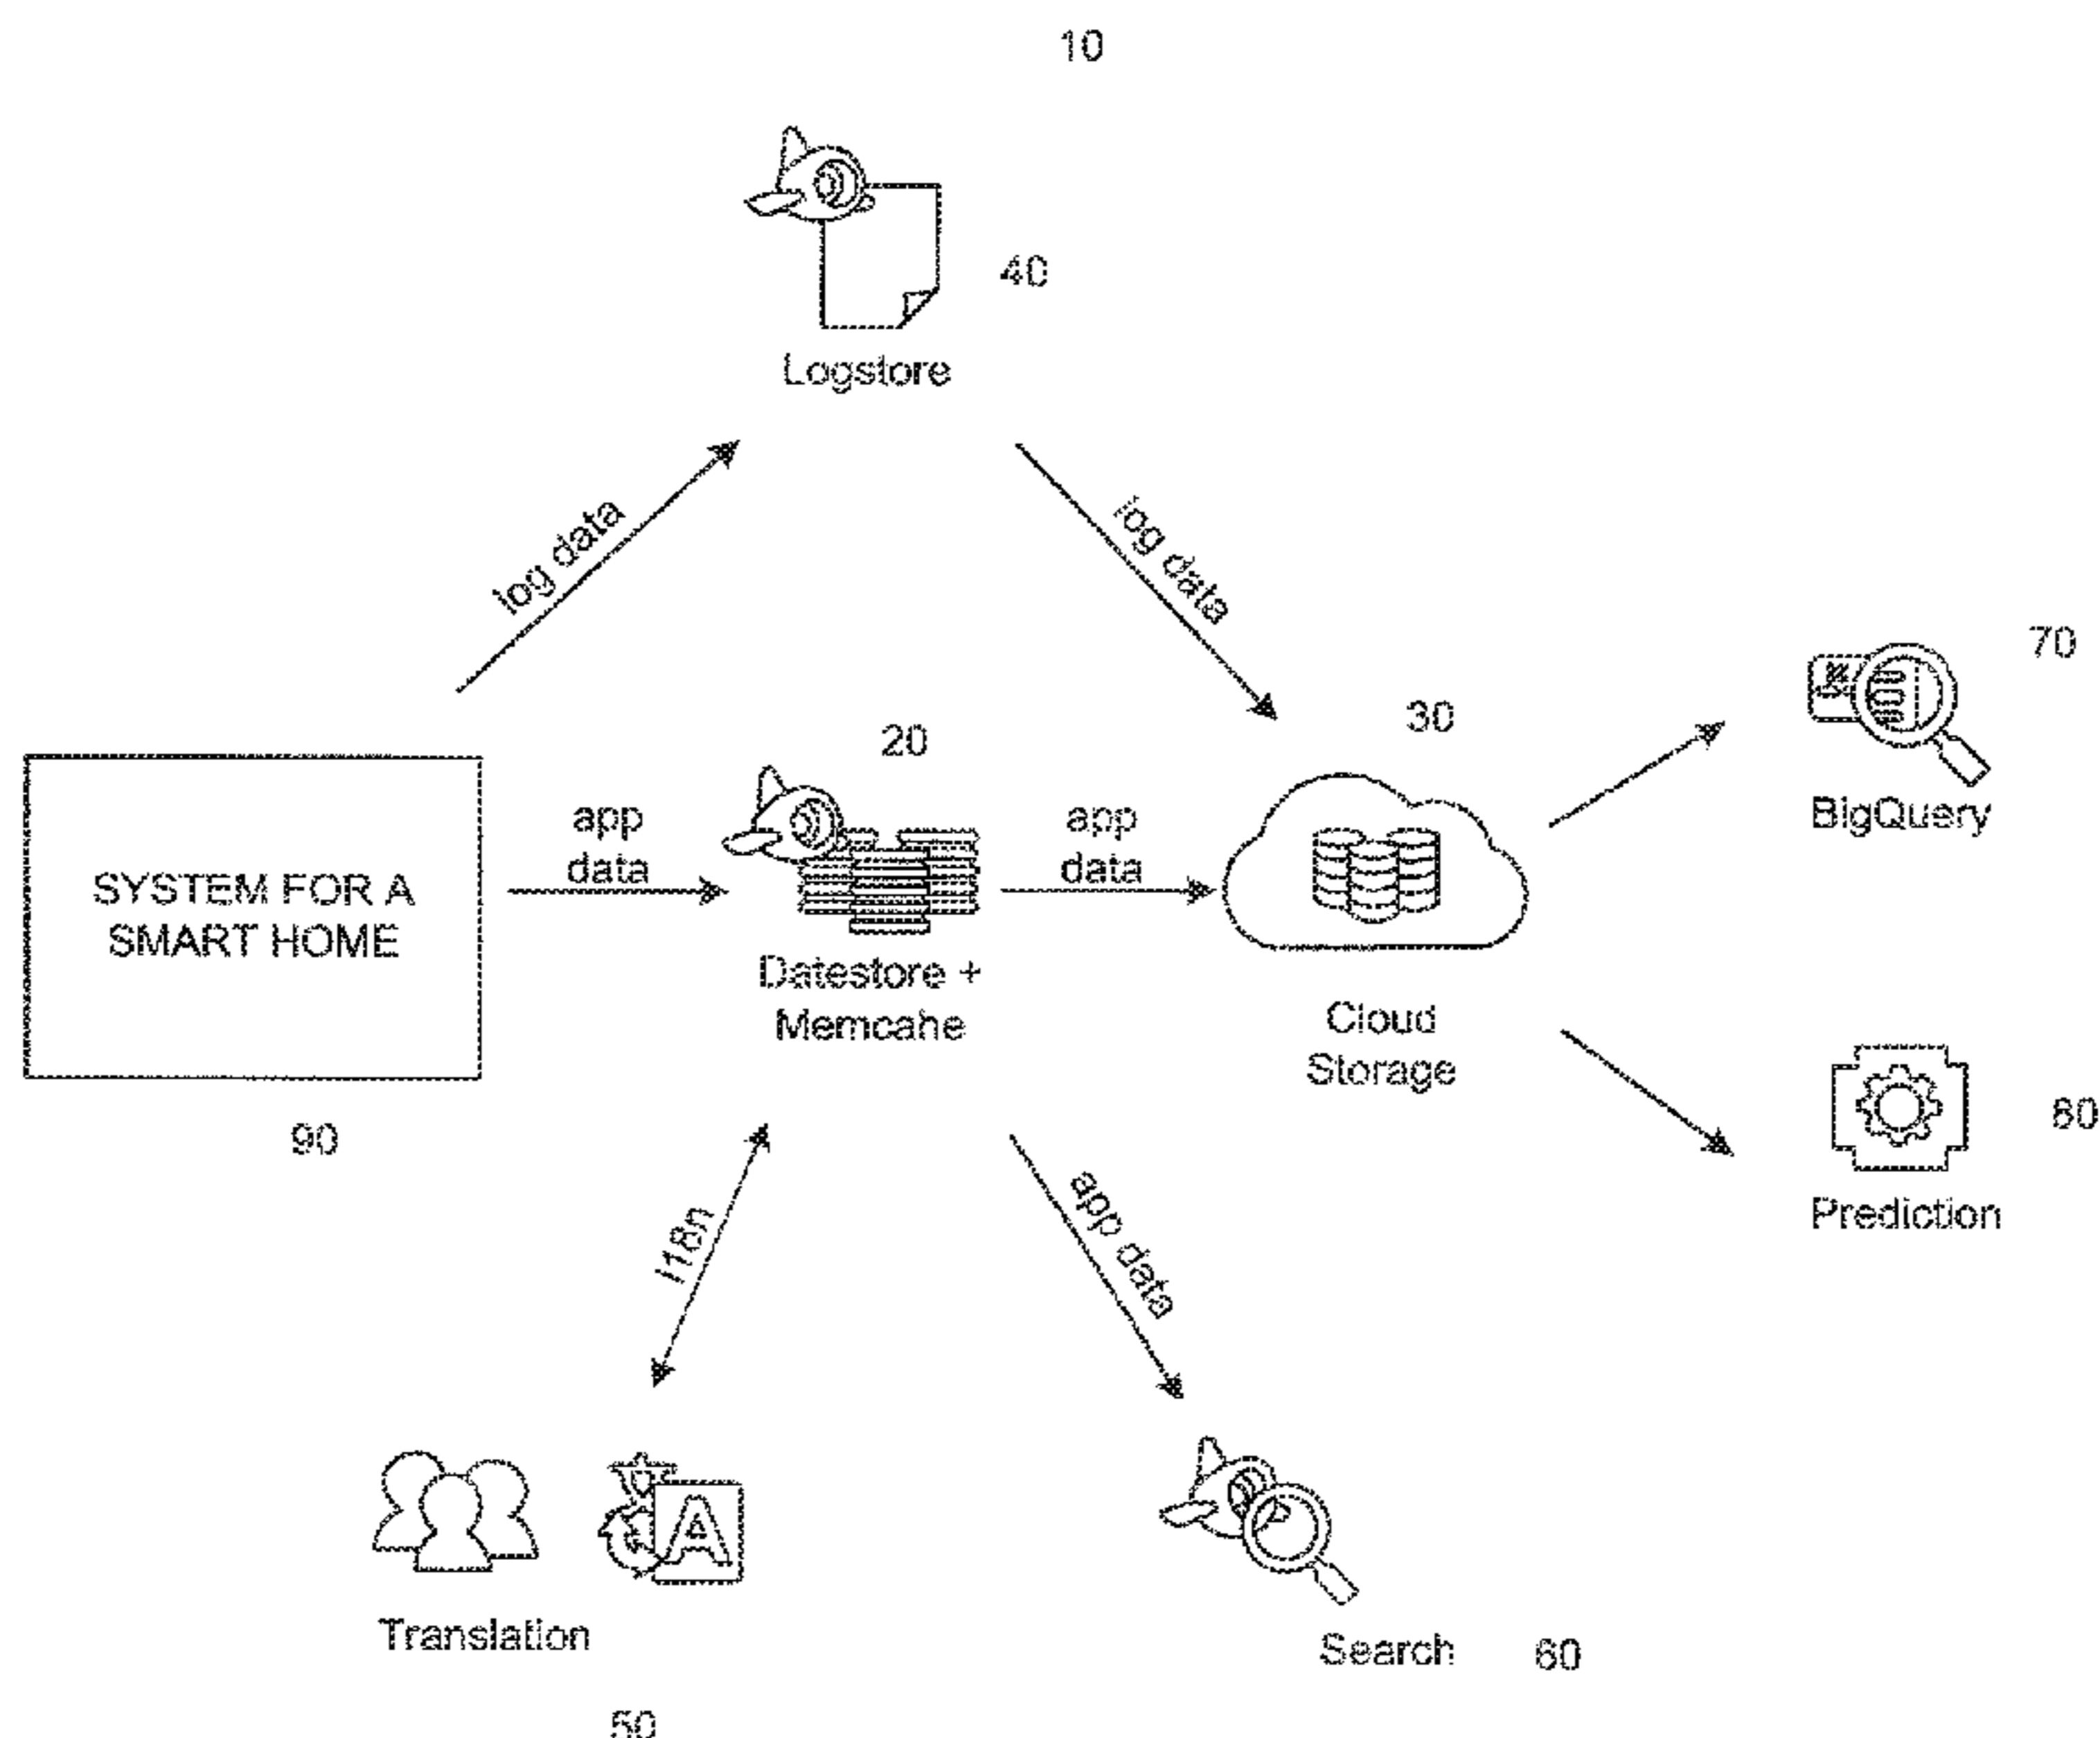 10
40
Logstore
log data
log data
70
BigQuery
20
30
app
data
app
data
SYSTEM FOR A
SMART HOME
Datestore +
Memcahe
Cloud
Storage
90
80
Prediction
i18n
app data
Translation
Search
60
50